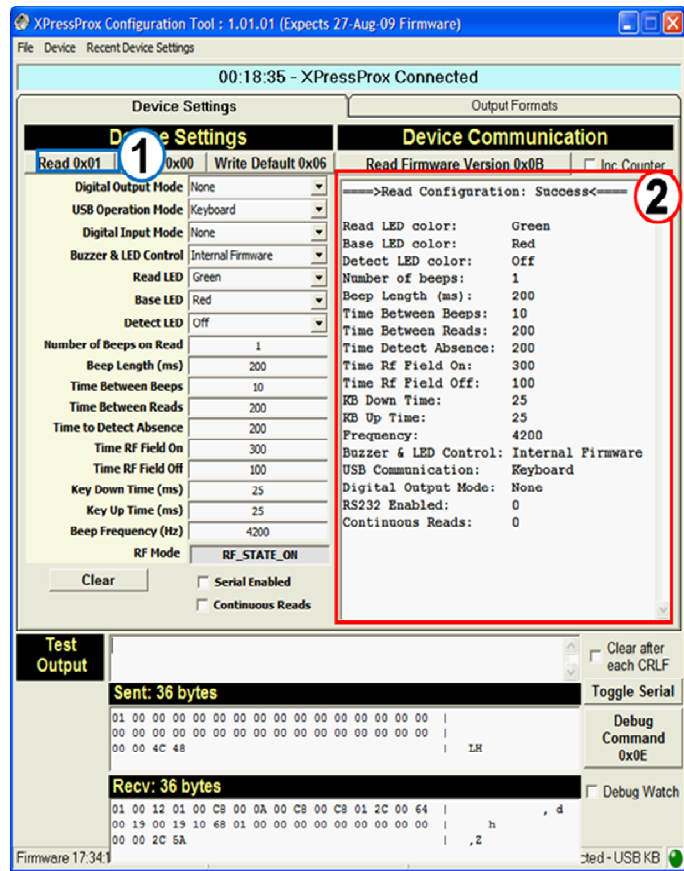 XPressProx Configuration Tool : 1.01.01 (Expects 27-Aug-09 Firmware)
File Device Recent Device Settings
00:18:35 - XPressProx Connected
Device Settings Output Formats
Device Settings Device Communication
Read 0x01 1 0x00 Write Default 0x06 Read Firmware Version 0x0B Inc Counter
Digital Output Mode None
USB Operation Mode Keyboard
Digital Input Mode None
Buzzer & LED Control Internal Firmware
Read LED Green
Base LED Red
Detect LED Off
Number of Beeps on Read 1
Beep Length (ms) 200
Time Between Beeps 10
Time Between Reads 200
Time to Detect Absence 200
Time RF Field On 300
Time RF Field Off 100
Key Down Time (ms) 25
Key Up Time (ms) 25
Beep Frequency (Hz) 4200
RF Mode RF_STATE_ON
Clear Serial Enabled
Continuous Reads
2
====>Read Configuration: Success<====
Read LED color: Green
Base LED color: Red
Detect LED color: Off
Number of beeps: 1
Beep Length (ms): 200
Time Between Beeps: 10
Time Between Reads: 200
Time Detect Absence: 200
Time Rf Field On: 300
Time Rf Field Off: 100
KB Down Time: 25
KB Up Time: 25
Frequency: 4200
Buzzer & LED Control: Internal Firmware
USB Communication: Keyboard
Digital Output Mode: None
RS232 Enabled: 0
Continuous Reads: 0
Test Output
Clear after each CRLF
Sent: 36 bytes
Toggle Serial
01 00 00 00 00 00 00 00 00 00 00 00 00 00 00 00 |
00 00 00 00 00 00 00 00 00 00 00 00 00 00 00 00 |
00 00 4C 48 | LH
Debug Command 0x0E
Recv: 36 bytes
Debug Watch
01 00 12 01 00 C8 00 0A 00 C8 00 C8 01 2C 00 64 | , d
00 19 00 19 10 68 01 00 00 00 00 00 00 00 00 00 | h
00 00 2C 5A | ,Z
Firmware 17:34:1 cted - USB KB